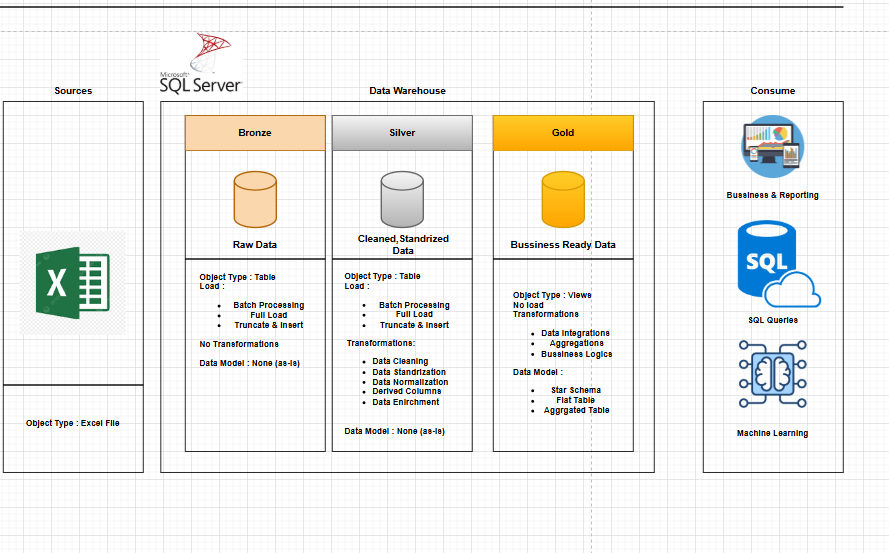 Microsoft®
SQL Server
Sources
Data Warehouse
Consume
Bronze
Silver
Gold
Raw Data
Cleaned,Standrized
Data
Bussiness Ready Data
Object Type : Table
Load :
Batch Processing
Full Load
Truncate & Insert
No Transformations
Data Model : None (as-is)
Object Type : Table
Load :
Batch Processing
Full Load
Truncate & Insert
Transformations:
Data Cleaning
Data Standrization
Data Normalization
Derived Columns
Data Enirchment
Data Model : None (as-is)
Object Type : Views
No load
Transformations
Data Integrations
Aggregations
Bussiness Logics
Data Model :
Star Schema
Flat Table
Aggrgated Table
X
Object Type : Excel File
Bussiness & Reporting
SQL
SQL Queries
Machine Learning